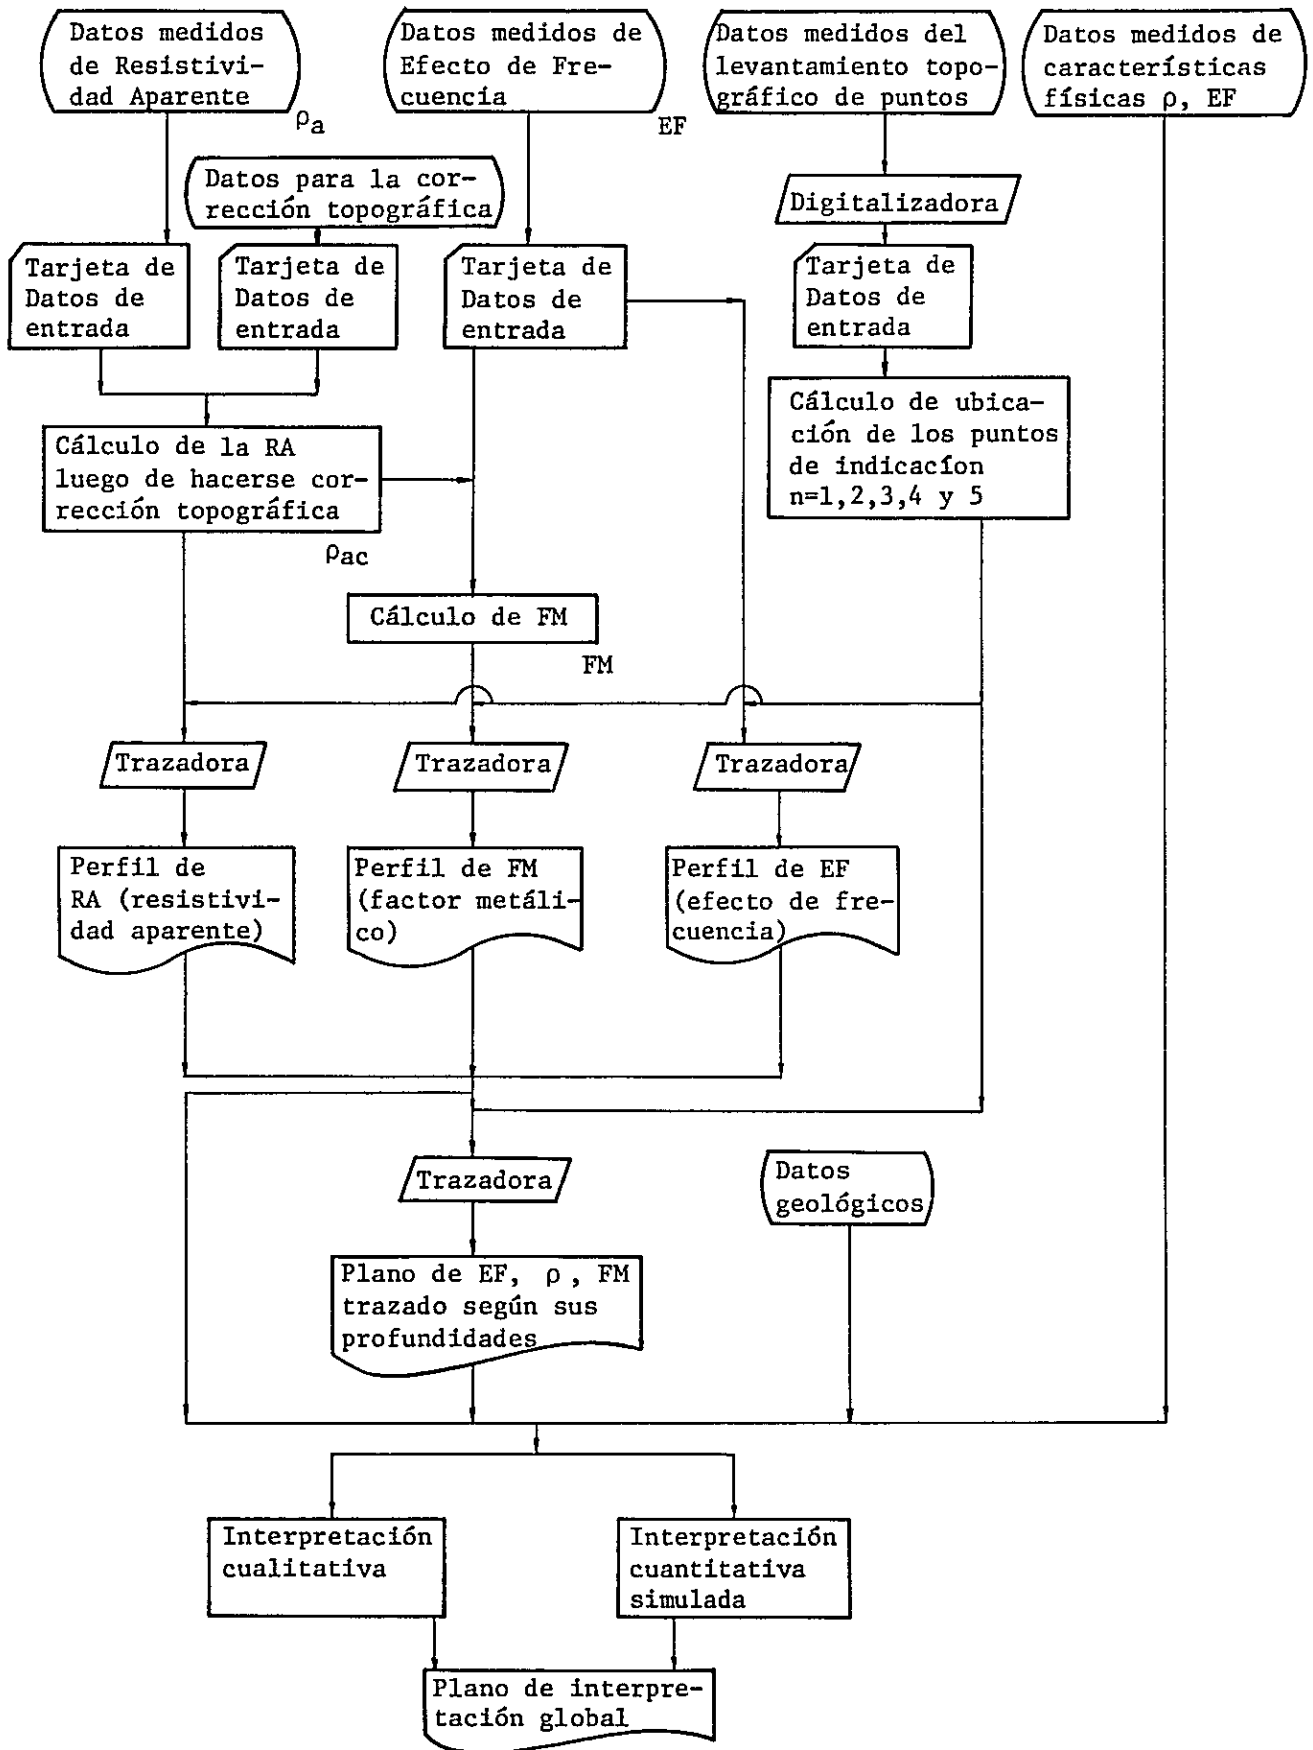 Datos medidos
de Resistivi-
dad Aparente
ρa
Datos medidos de
Efecto de Fre-
cuencia
EF
Datos medidos del
levantamiento topo-
gráfico de puntos
Datos medidos de
características
físicas ρ, EF
Datos para la cor-
rección topográfica
Digitalizadora
Tarjeta de
Datos de
entrada
Tarjeta de
Datos de
entrada
Tarjeta de
Datos de
entrada
Tarjeta de
Datos de
entrada
Cálculo de la RA
luego de hacerse cor-
rección topográfica
ρac
Cálculo de ubica-
ción de los puntos
de indicacíon
n=1,2,3,4 y 5
Cálculo de FM
FM
Trazadora
Trazadora
Trazadora
Perfil de
RA (resistivi-
dad aparente)
Perfil de FM
(factor metáli-
co)
Perfil de EF
(efecto de fre-
cuencia)
Trazadora
Datos
geológicos
Plano de EF, ρ, FM
trazado según sus
profundidades
Interpretación
cualitativa
Interpretación
cuantitativa
simulada
Plano de interpre-
tación global